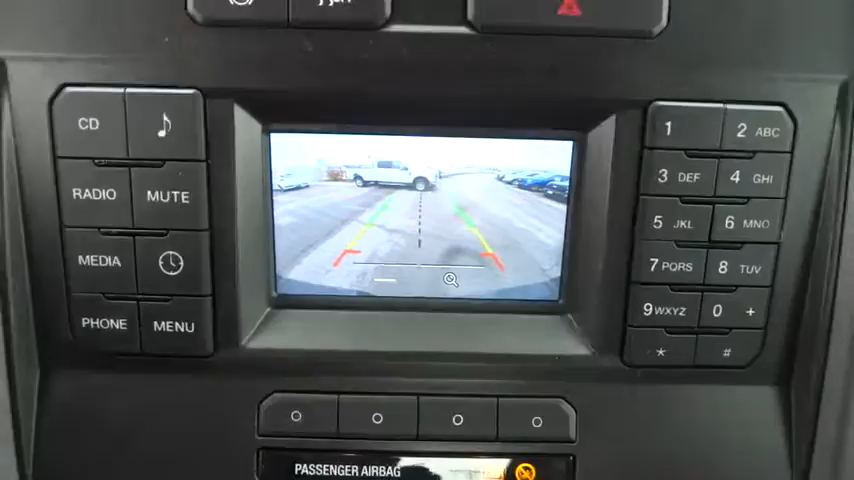 CD
RADIO
MUTE
MEDIA
PHONE
MENU
1
2 ABC
3 DEF
4 GHI
5 JKL
6 MNO
7 PQRS
8 TUV
9 WXYZ
0 +
*
#
PASSENGER AIRBAG